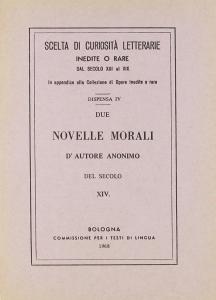 SCELTA DI CURIOSITÀ LETTERARIE
INEDITE O RARE
DAL SECOLO XIII al XIX
In appendice alla Collezione di Opere inedite o rare
DISPENSA IV
DUE
NOVELLE MORALI
D' AUTORE ANONIMO
DEL SECOLO
XIV.
BOLOGNA
COMMISSIONE PER I TESTI DI LINGUA
1968